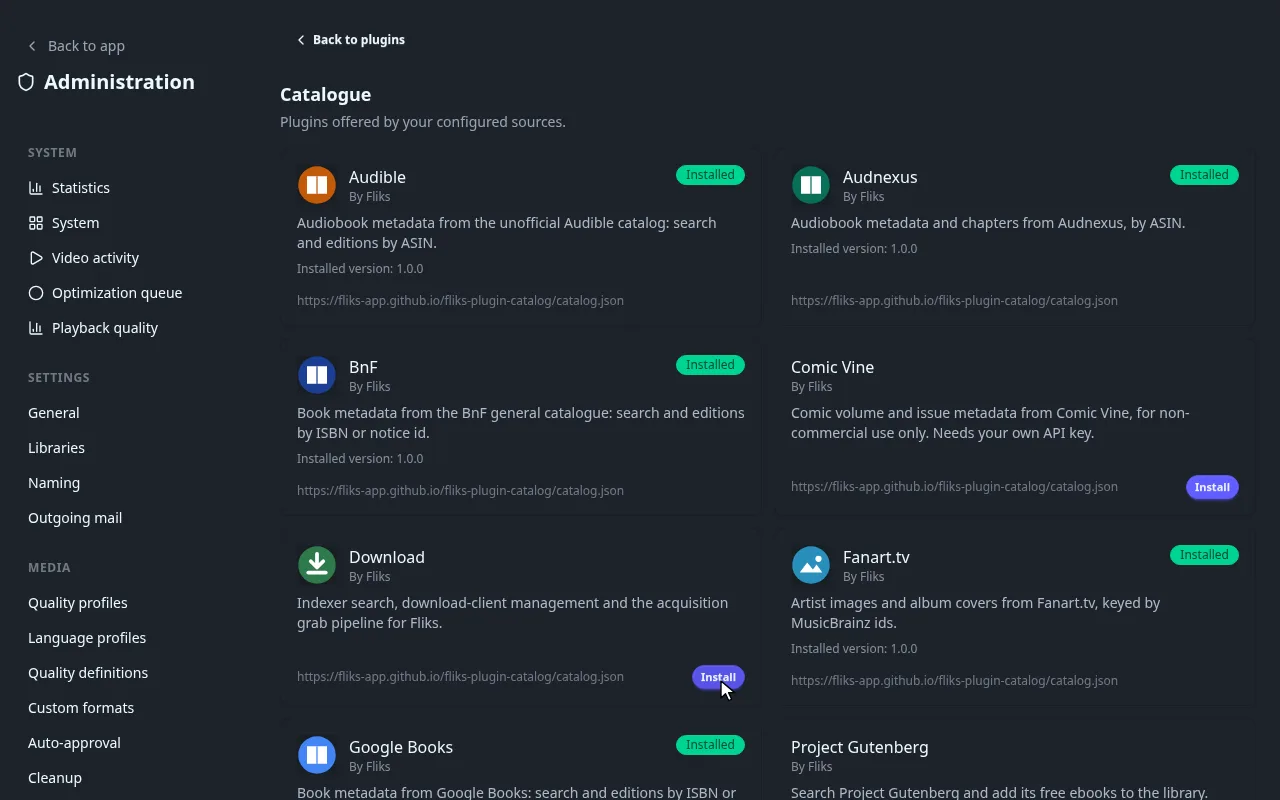 Back to app
Administration
SYSTEM
Statistics
System
Video activity
Optimization queue
Playback quality
SETTINGS
General
Libraries
Naming
Outgoing mail
MEDIA
Quality profiles
Language profiles
Quality definitions
Custom formats
Auto-approval
Cleanup
Back to plugins
Catalogue
Plugins offered by your configured sources.
Audible
Installed
By Fliks
Audiobook metadata from the unofficial Audible catalog: search
and editions by ASIN.
Installed version: 1.0.0
https://fliks-app.github.io/fliks-plugin-catalog/catalog.json
Audnexus
Installed
By Fliks
Audiobook metadata and chapters from Audnexus, by ASIN.
Installed version: 1.0.0
https://fliks-app.github.io/fliks-plugin-catalog/catalog.json
BnF
Installed
By Fliks
Book metadata from the BnF general catalogue: search and editions
by ISBN or notice id.
Installed version: 1.0.0
https://fliks-app.github.io/fliks-plugin-catalog/catalog.json
Comic Vine
By Fliks
Comic volume and issue metadata from Comic Vine, for non-
commercial use only. Needs your own API key.
https://fliks-app.github.io/fliks-plugin-catalog/catalog.json
Install
Download
By Fliks
Indexer search, download-client management and the acquisition
grab pipeline for Fliks.
https://fliks-app.github.io/fliks-plugin-catalog/catalog.json
Install
Fanart.tv
Installed
By Fliks
Artist images and album covers from Fanart.tv, keyed by
MusicBrainz ids.
Installed version: 1.0.0
https://fliks-app.github.io/fliks-plugin-catalog/catalog.json
Google Books
Installed
By Fliks
Book metadata from Google Books: search and editions by ISBN or
Project Gutenberg
By Fliks
Search Project Gutenberg and add its free ebooks to the library.